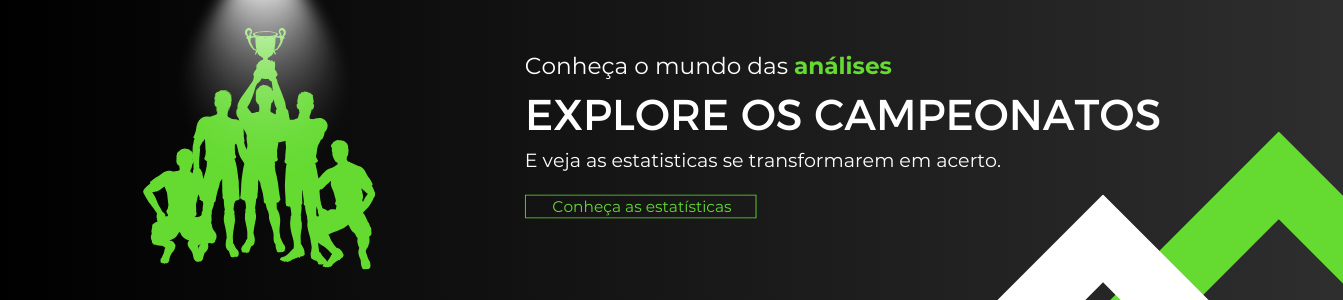 Conheça o mundo das análises
EXPLORE OS CAMPEONATOS
E veja as estatisticas se transformarem em acerto.
Conheça as estatísticas